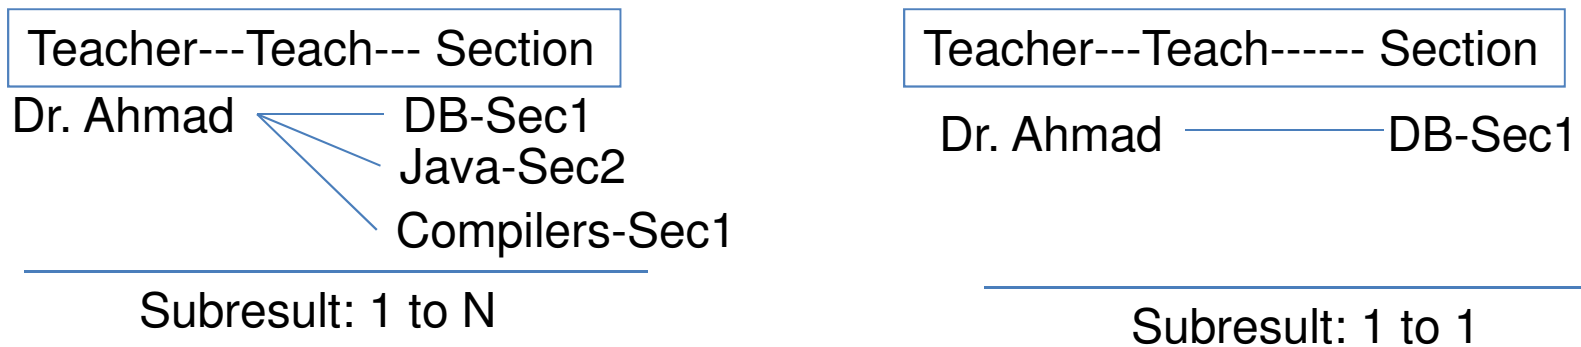 Teacher---Teach--- Section
Dr. Ahmad DB-Sec1
Java-Sec2
Compilers-Sec1
Subresult: 1 to N
Teacher---Teach------ Section
Dr. Ahmad DB-Sec1
Subresult: 1 to 1